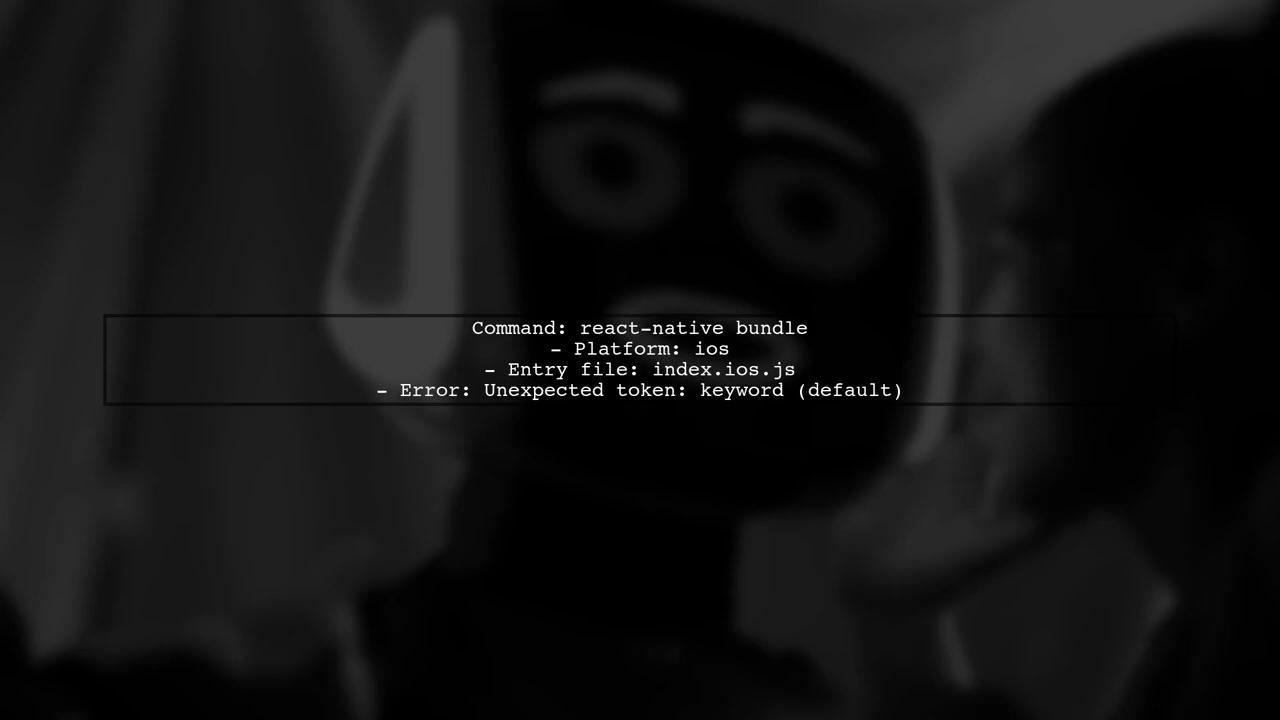 Command: react-native bundle
- Platform: ios
- Entry file: index.ios.js
- Error: Unexpected token: keyword (default)